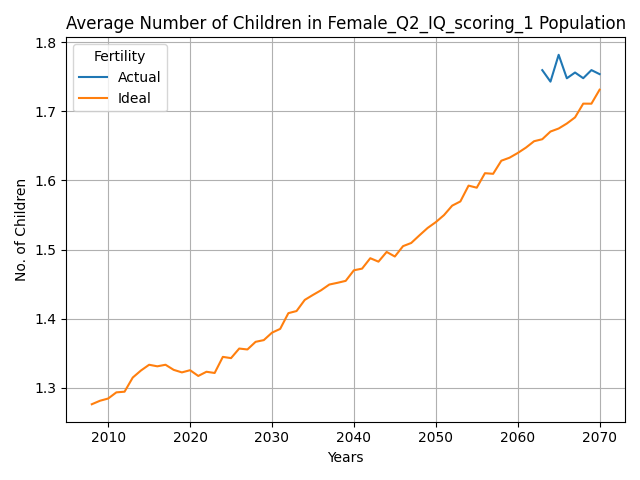 Average Number of Children in Female_Q2_IQ_scoring_1 Population
Fertility
Actual
Ideal
No. of Children
1.8
1.7
1.6
1.5
1.4
1.3
2010 2020 2030 2040 2050 2060 2070
Years